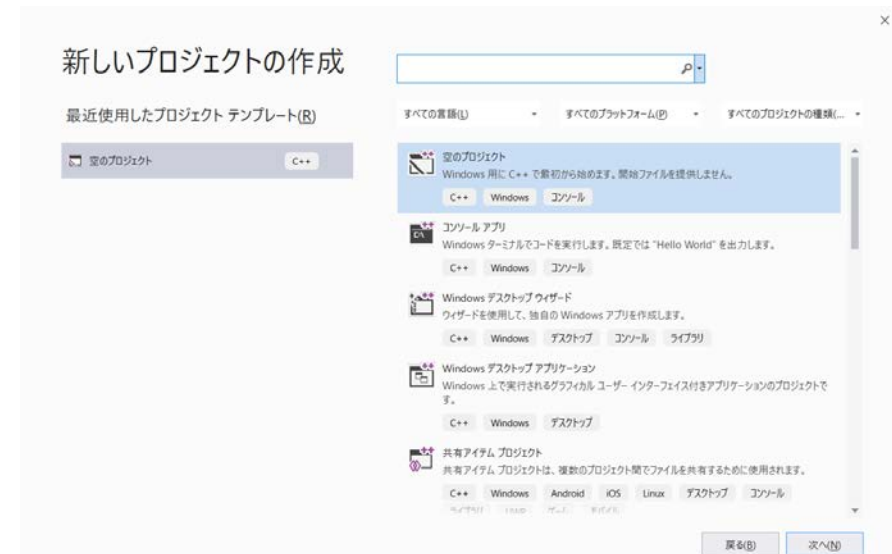 新しいプロジェクトの作成
最近使用したプロジェクト テンプレート(R)
空のプロジェクト C++
すべての言語(L) すべてのプラットフォーム(P) すべてのプロジェクトの種類(...
空のプロジェクト
Windows 用に C++ で最初から始めます。開始ファイルを提供しません。
C++ Windows コンソール
コンソール アプリ
Windows ターミナルでコードを実行します。既定では "Hello World" を出力します。
C++ Windows コンソール
Windows デスクトップ ウィザード
ウィザードを使用して、独自の Windows アプリを作成します。
C++ Windows デスクトップ コンソール ライブラリ
Windows デスクトップ アプリケーション
Windows 上で実行されるグラフィカル ユーザー インターフェイス付きアプリケーションのプロジェクトで
す。
C++ Windows デスクトップ
共有アイテム プロジェクト
共有アイテム プロジェクトは、複数のプロジェクト間でファイルを共有するために使用されます。
C++ Windows Android iOS Linux デスクトップ コンソール
ライブラリ UWP ゲーム モバイル
戻る(B) 次へ(N)